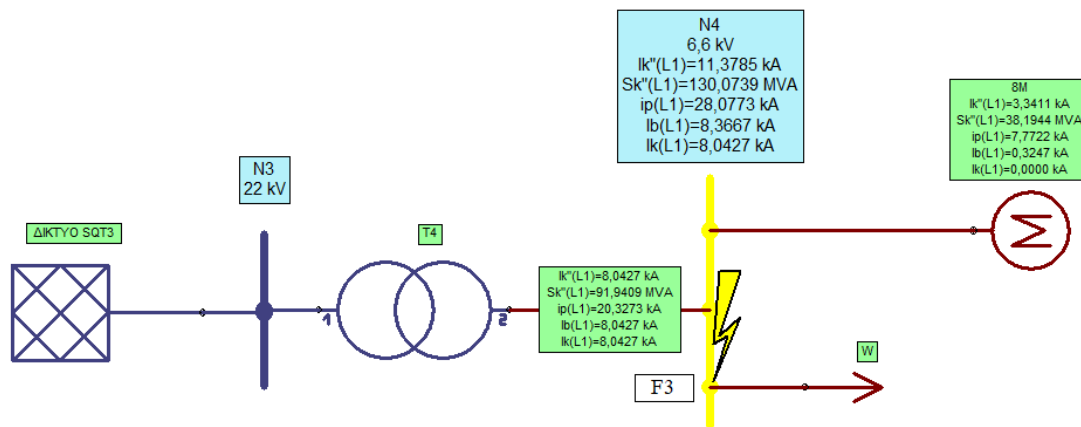 N4
6,6 kV
Ik"(L1)=11,3785 kA
Sk"(L1)=130,0739 MVA
ip(L1)=28,0773 kA
Ib(L1)=8,3667 kA
Ik(L1)=8,0427 kA
8M
Ik"(L1)=3,3411 kA
Sk"(L1)=38,1944 MVA
ip(L1)=7,7722 kA
Ib(L1)=0,3247 kA
Ik(L1)=0,0000 kA
N3
22 kV
ΔΙΚΤΥΟ SQT3
T4
1
2
Ik"(L1)=8,0427 kA
Sk"(L1)=91,9409 MVA
ip(L1)=20,3273 kA
Ib(L1)=8,0427 kA
Ik(L1)=8,0427 kA
M
W
F3